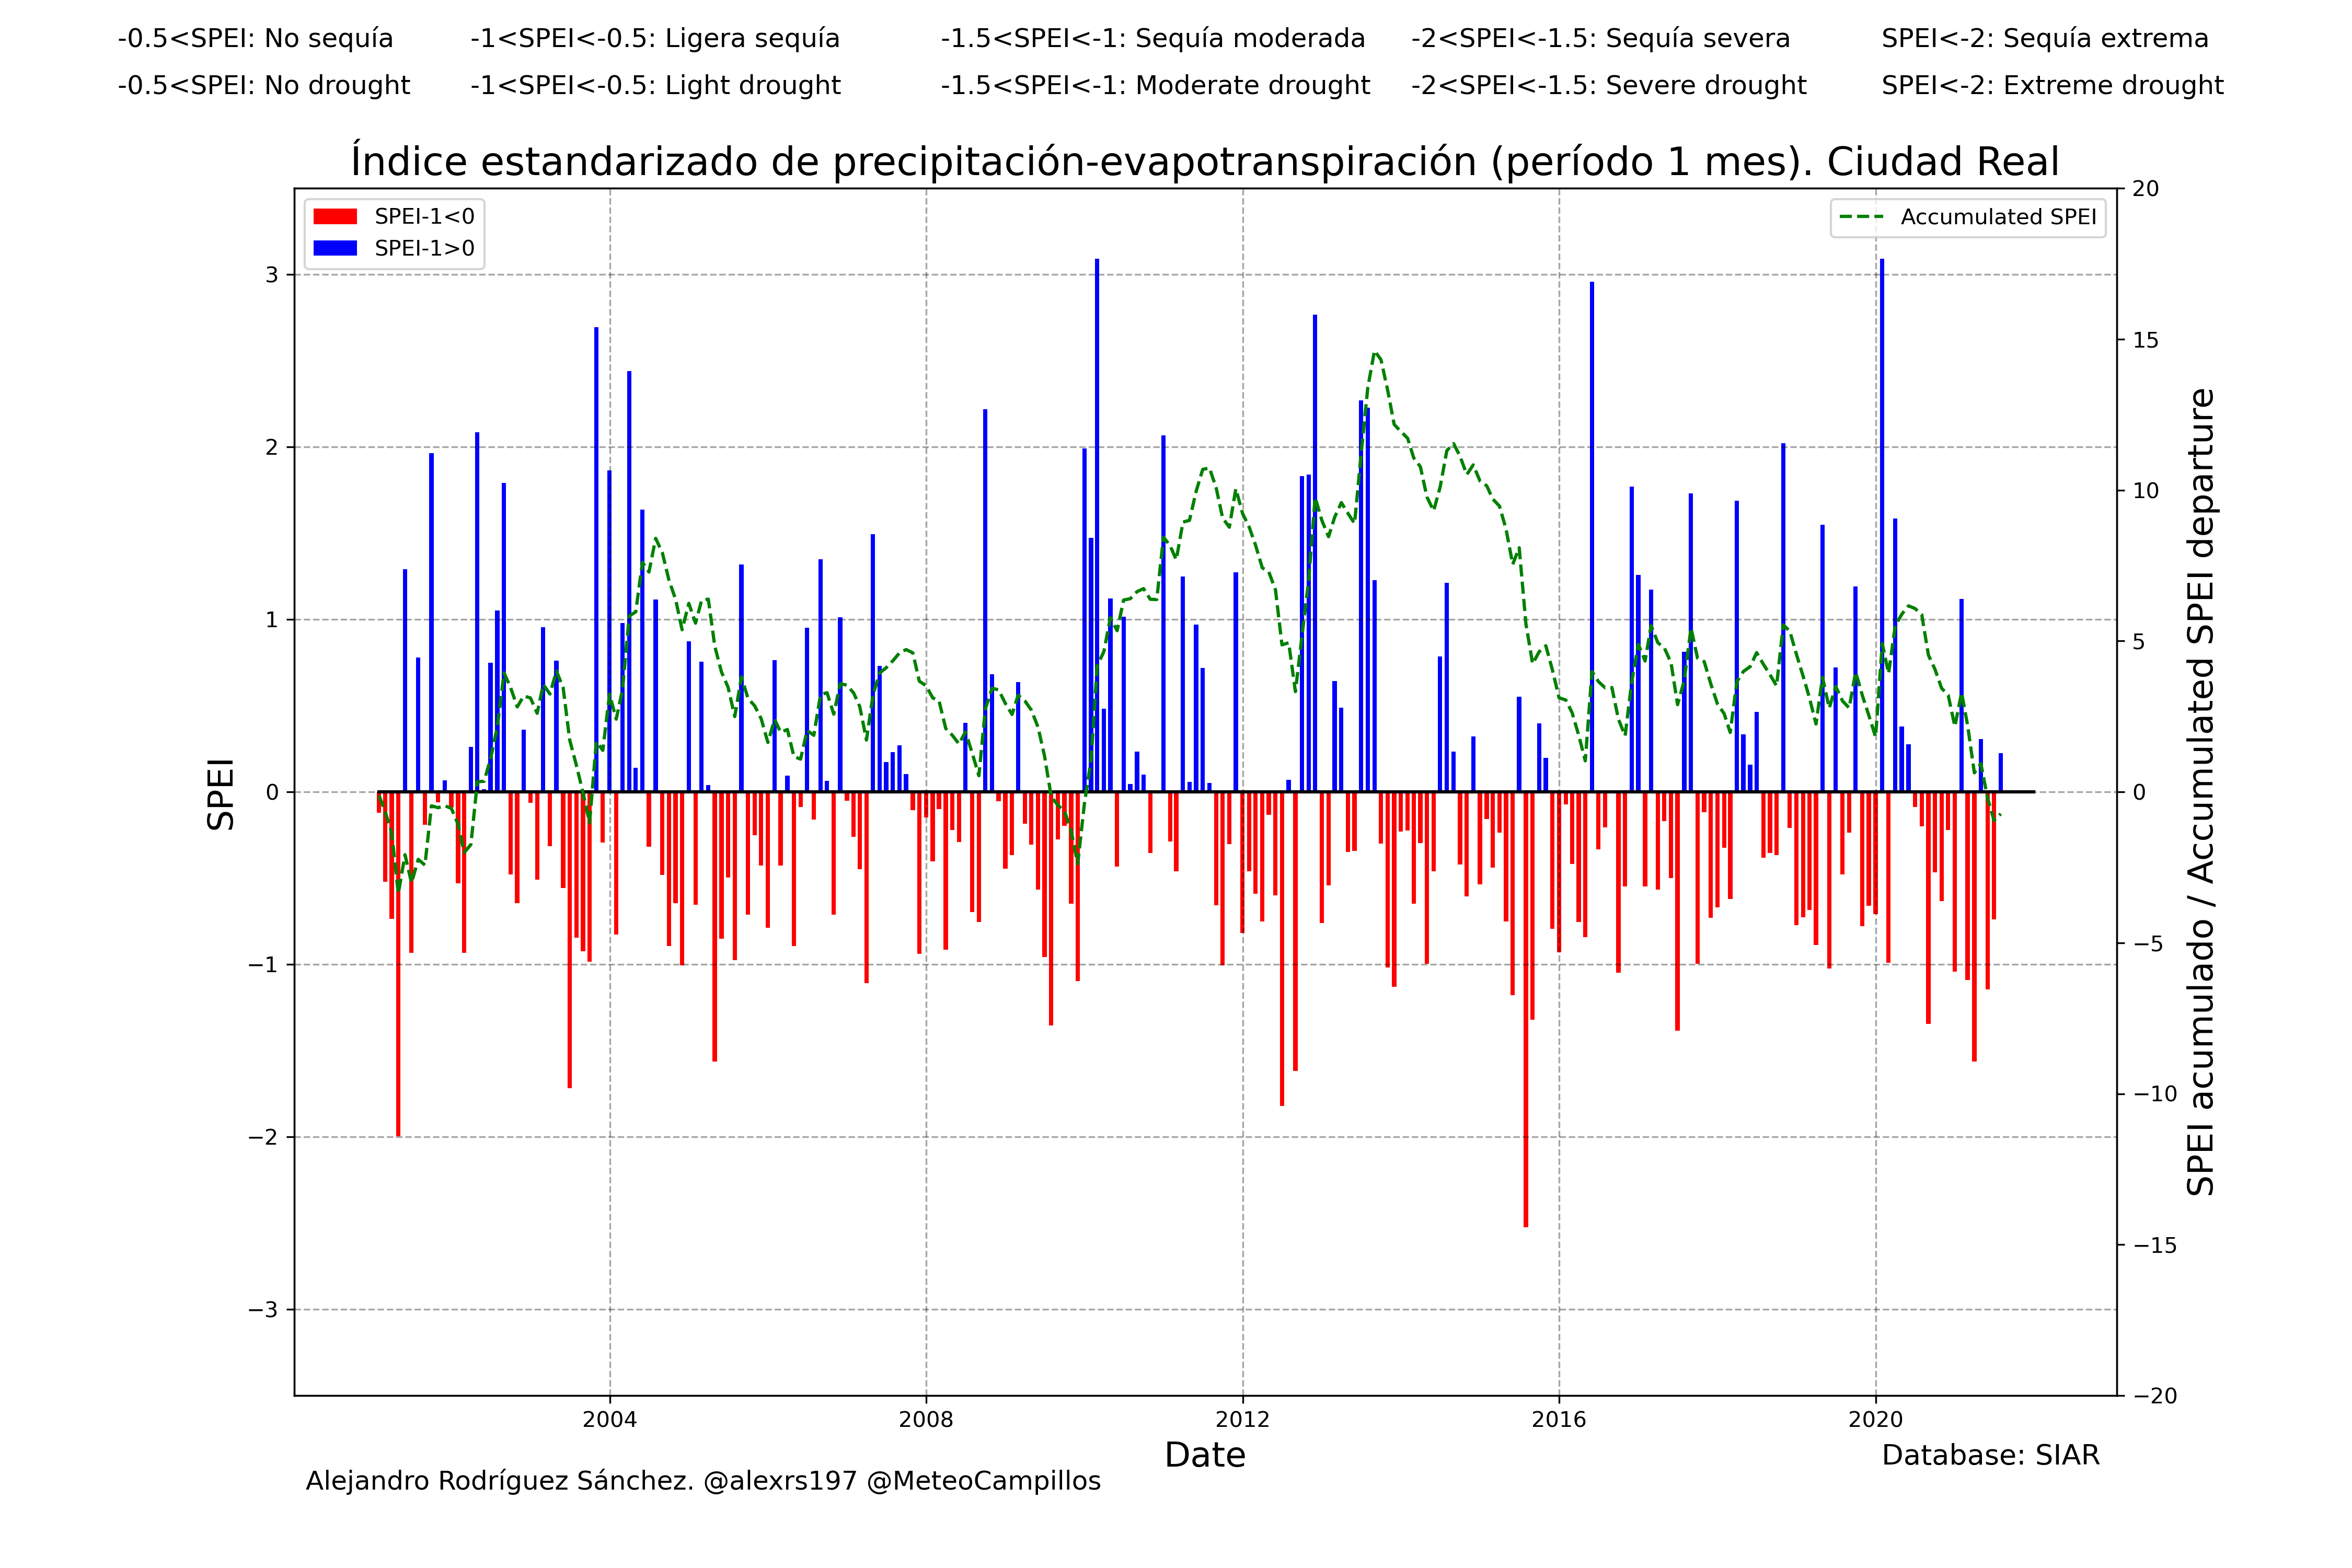 -0.5<SPEI: No sequía -1<SPEI<-0.5: Ligera sequía -1.5<SPEI<-1: Sequía moderada -2<SPEI<-1.5: Sequía severa SPEI<-2: Sequía extrema
-0.5<SPEI: No drought -1<SPEI<-0.5: Light drought -1.5<SPEI<-1: Moderate drought -2<SPEI<-1.5: Severe drought SPEI<-2: Extreme drought
Índice estandarizado de precipitación-evapotranspiración (período 1 mes). Ciudad Real
SPEI-1<0
SPEI-1>0
Accumulated SPEI
SPEI
3
2
1
0
−1
−2
−3
20
15
10
5
0
−5
−10
−15
−20
SPEI acumulado / Accumulated SPEI departure
2004 2008 2012 2016 2020
Date
Database: SIAR
Alejandro Rodríguez Sánchez. @alexrs197 @MeteoCampillos